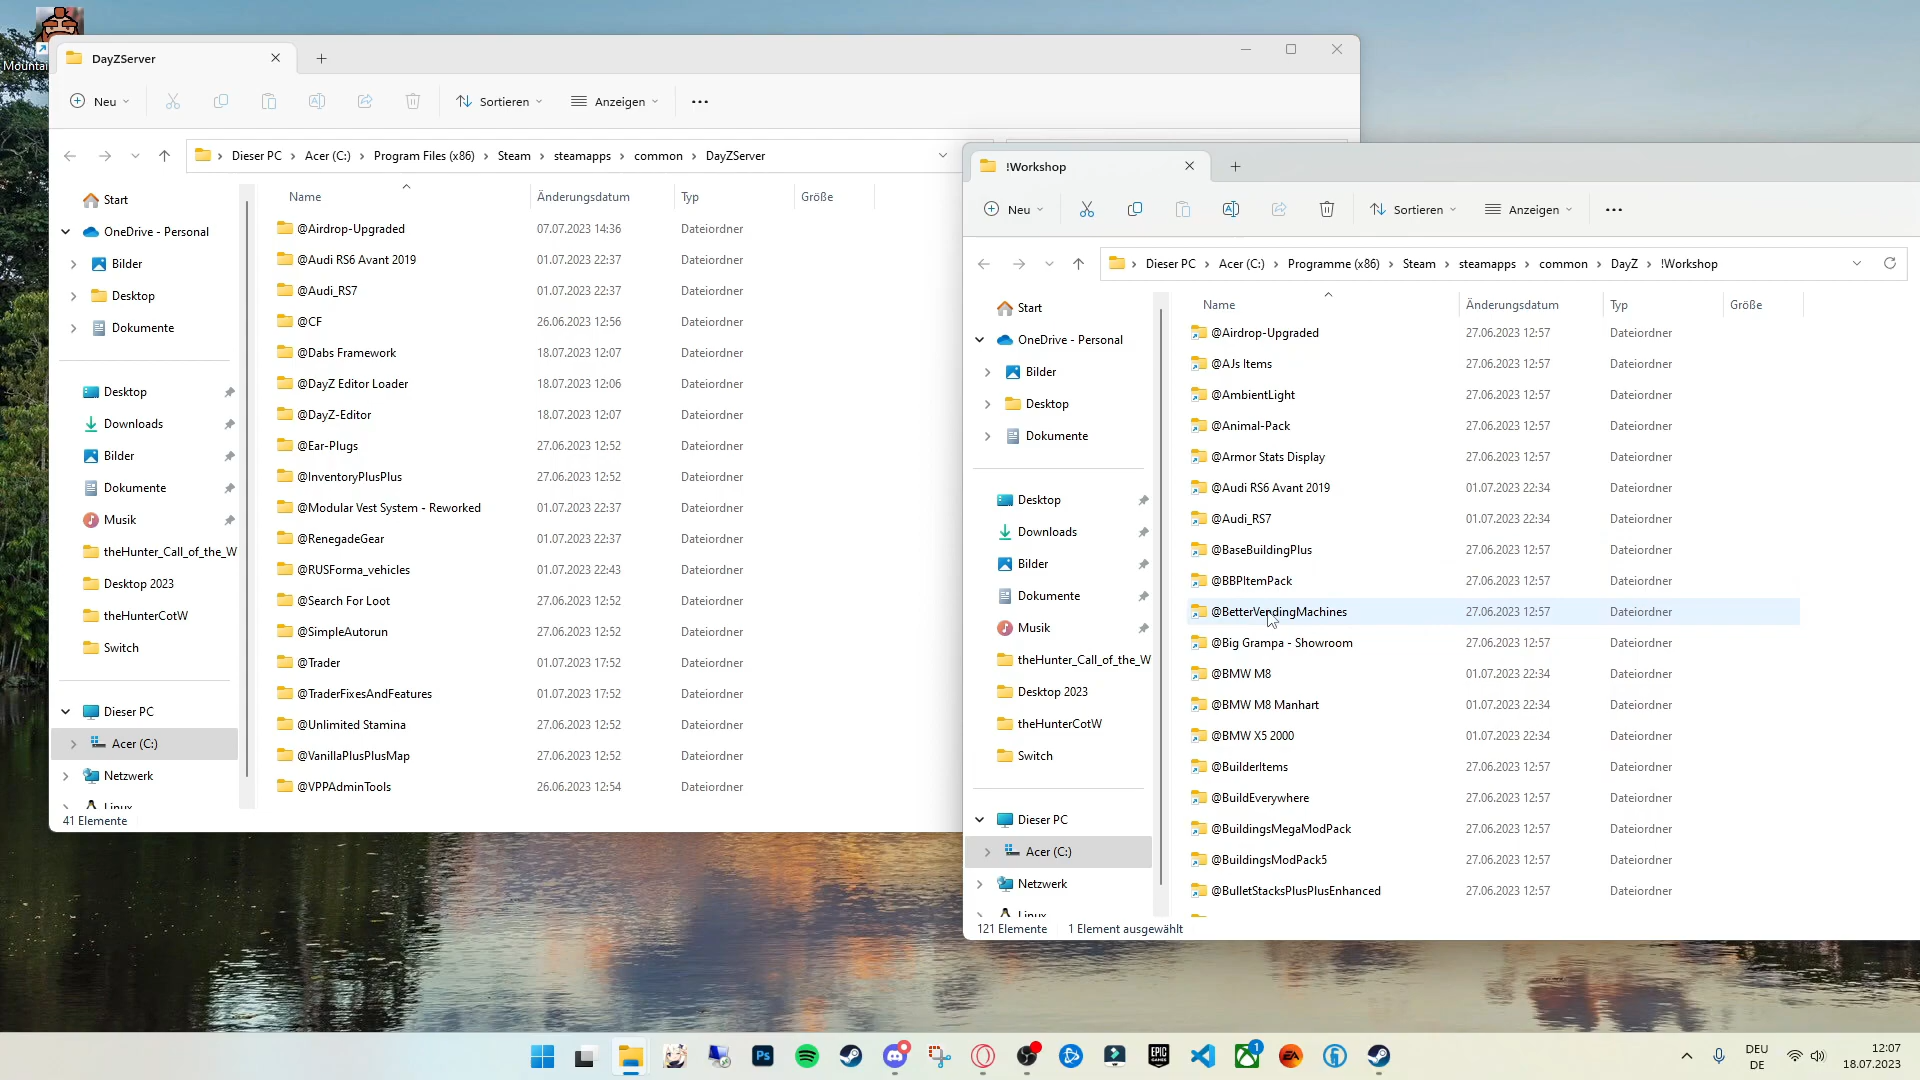 Mountai
DayZServer
Neu
Sortieren
Anzeigen
Dieser PC > Acer (C:) > Program Files (x86) > Steam > steamapps > common > DayZServer
Start
OneDrive - Personal
Bilder
Desktop
Dokumente
Desktop
Downloads
Bilder
Dokumente
Musik
theHunter_Call_of_the_W
Desktop 2023
theHunterCotW
Switch
Dieser PC
Acer (C:)
Netzwerk
Linux
Name Änderungsdatum Typ Größe
@Airdrop-Upgraded 07.07.2023 14:36 Dateiordner
@Audi RS6 Avant 2019 01.07.2023 22:37 Dateiordner
@Audi_RS7 01.07.2023 22:37 Dateiordner
@CF 26.06.2023 12:56 Dateiordner
@Dabs Framework 18.07.2023 12:07 Dateiordner
@DayZ Editor Loader 18.07.2023 12:06 Dateiordner
@DayZ-Editor 18.07.2023 12:07 Dateiordner
@Ear-Plugs 27.06.2023 12:52 Dateiordner
@InventoryPlusPlus 27.06.2023 12:52 Dateiordner
@Modular Vest System - Reworked 01.07.2023 22:37 Dateiordner
@RenegadeGear 01.07.2023 22:37 Dateiordner
@RUSForma_vehicles 01.07.2023 22:43 Dateiordner
@Search For Loot 27.06.2023 12:52 Dateiordner
@SimpleAutorun 27.06.2023 12:52 Dateiordner
@Trader 01.07.2023 17:52 Dateiordner
@TraderFixesAndFeatures 01.07.2023 17:52 Dateiordner
@Unlimited Stamina 27.06.2023 12:52 Dateiordner
@VanillaPlusPlusMap 27.06.2023 12:52 Dateiordner
@VPPAdminTools 26.06.2023 12:54 Dateiordner
41 Elemente
!Workshop
Neu
Sortieren
Anzeigen
Dieser PC > Acer (C:) > Programme (x86) > Steam > steamapps > common > DayZ > !Workshop
Start
OneDrive - Personal
Bilder
Desktop
Dokumente
Desktop
Downloads
Bilder
Dokumente
Musik
theHunter_Call_of_the_W
Desktop 2023
theHunterCotW
Switch
Dieser PC
Acer (C:)
Netzwerk
Linux
Name Änderungsdatum Typ Größe
@Airdrop-Upgraded 27.06.2023 12:57 Dateiordner
@AJs Items 27.06.2023 12:57 Dateiordner
@AmbientLight 27.06.2023 12:57 Dateiordner
@Animal-Pack 27.06.2023 12:57 Dateiordner
@Armor Stats Display 27.06.2023 12:57 Dateiordner
@Audi RS6 Avant 2019 01.07.2023 22:34 Dateiordner
@Audi_RS7 01.07.2023 22:34 Dateiordner
@BaseBuildingPlus 27.06.2023 12:57 Dateiordner
@BBPItemPack 27.06.2023 12:57 Dateiordner
@BetterVendingMachines 27.06.2023 12:57 Dateiordner
@Big Grampa - Showroom 27.06.2023 12:57 Dateiordner
@BMW M8 01.07.2023 22:34 Dateiordner
@BMW M8 Manhart 01.07.2023 22:34 Dateiordner
@BMW X5 2000 01.07.2023 22:34 Dateiordner
@BuilderItems 27.06.2023 12:57 Dateiordner
@BuildEverywhere 27.06.2023 12:57 Dateiordner
@BuildingsMegaModPack 27.06.2023 12:57 Dateiordner
@BuildingsModPack5 27.06.2023 12:57 Dateiordner
@BulletStacksPlusPlusEnhanced 27.06.2023 12:57 Dateiordner
121 Elemente 1 Element ausgewählt
Ps
EPIC GAMES
1
EA
DEU
DE
12:07
18.07.2023